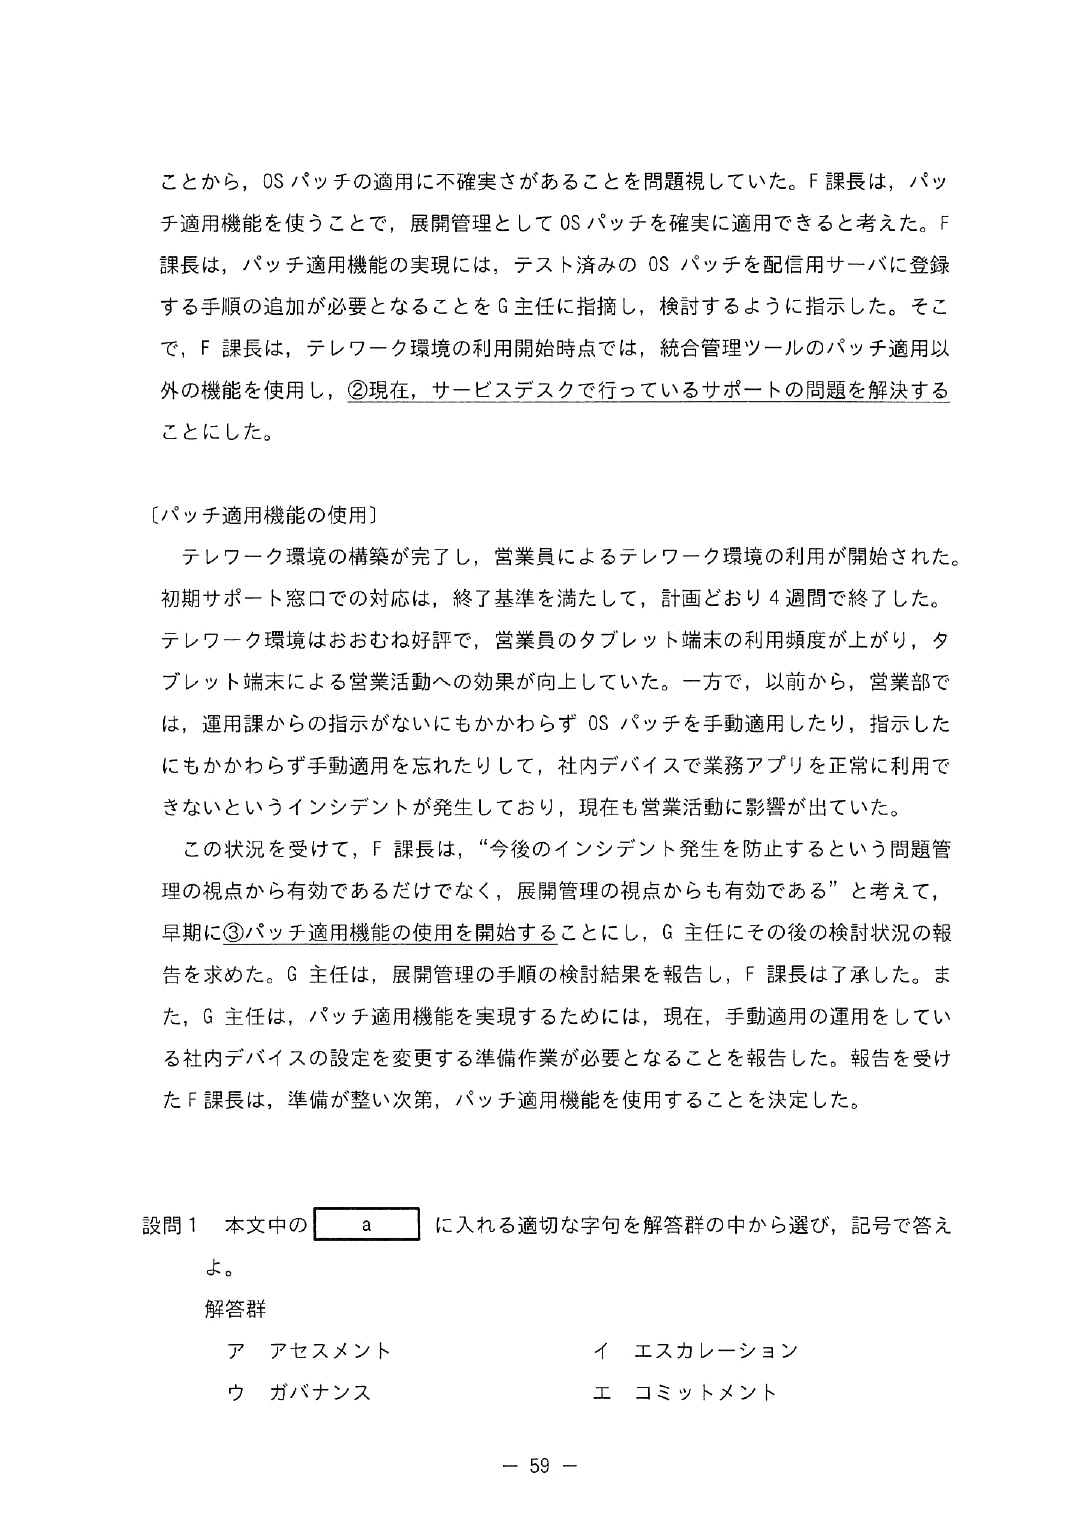 ことから，OS パッチの適用に不確実さがあることを問題視していた。F 課長は，パッ
チ適用機能を使うことで，展開管理として OS パッチを確実に適用できると考えた。F
課長は，パッチ適用機能の実現には，テスト済みの OS パッチを配信用サーバに登録
する手順の追加が必要となることを G 主任に指摘し，検討するように指示した。そこ
で，F 課長は，テレワーク環境の利用開始時点では，統合管理ツールのパッチ適用以
外の機能を使用し，②現在，サービスデスクで行っているサポートの問題を解決する
ことにした。
〔パッチ適用機能の使用〕
テレワーク環境の構築が完了し，営業員によるテレワーク環境の利用が開始された。
初期サポート窓口での対応は，終了基準を満たして，計画どおり 4 週間で終了した。
テレワーク環境はおおむね好評で，営業員のタブレット端末の利用頻度が上がり，タ
ブレット端末による営業活動への効果が向上していた。一方で，以前から，営業部で
は，運用課からの指示がないにもかかわらず OS パッチを手動適用したり，指示した
にもかかわらず手動適用を忘れたりして，社内デバイスで業務アプリを正常に利用で
きないというインシデントが発生しており，現在も営業活動に影響が出ていた。
この状況を受けて，F 課長は，“今後のインシデント発生を防止するという問題管
理の視点から有効であるだけでなく，展開管理の視点からも有効である”と考えて，
早期に③パッチ適用機能の使用を開始することにし，G 主任にその後の検討状況の報
告を求めた。G 主任は，展開管理の手順の検討結果を報告し，F 課長は了承した。ま
た，G 主任は，パッチ適用機能を実現するためには，現在，手動適用の運用をしてい
る社内デバイスの設定を変更する準備作業が必要となることを報告した。報告を受け
た F 課長は，準備が整い次第，パッチ適用機能を使用することを決定した。
設問 1 本文中の a に入れる適切な字句を解答群の中から選び，記号で答え
よ。
解答群
ア アセスメント イ エスカレーション
ウ ガバナンス エ コミットメント
― 59 ―